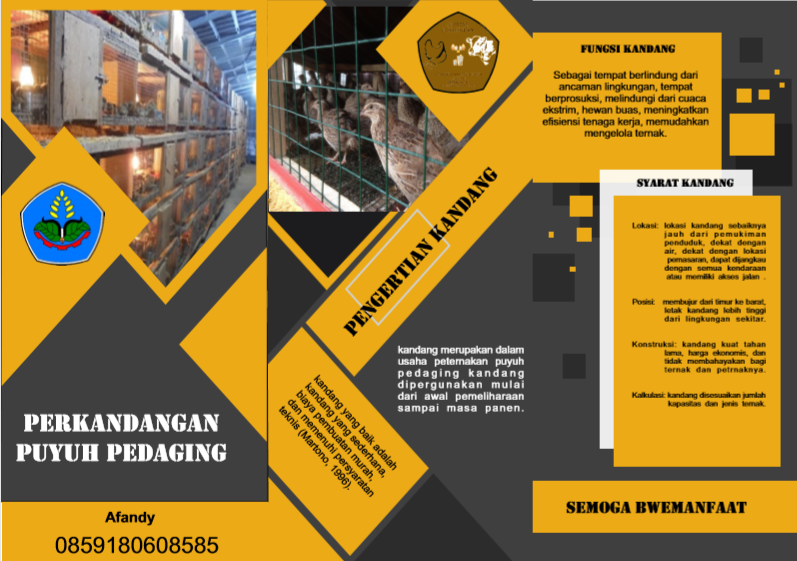 PERKANDANGAN
PUYUH PEDAGING
Afandy
0859180608585
PENGERTIAN KANDANG
kandang merupakan dalam
usaha peternakan puyuh
pedaging kandang
dipergunakan mulai
dari awal pemeliharaan
sampai masa panen.
kandang yang baik adalah
kandang yang sederhana,
biaya pembuatan murah,
dan memenuhi persyaratan
teknis (Martono, 1996).
FUNGSI KANDANG
Sebagai tempat berlindung dari
ancaman lingkungan, tempat
berprosuksi, melindungi dari cuaca
ekstrim, hewan buas, meningkatkan
efisiensi tenaga kerja, memudahkan
mengelola ternak.
SYARAT KANDANG
Lokasi: lokasi kandang sebaiknya
jauh dari pemukiman
penduduk, dekat dengan
air, dekat dengan lokasi
pemasaran, dapat dijangkau
dengan semua kendaraan
atau memiliki akses jalan .
Posisi: membujur dari timur ke barat,
letak kandang lebih tinggi
dari lingkungan sekitar.
Konstruksi: kandang kuat tahan
lama, harga ekonomis, dan
tidak membahayakan bagi
ternak dan petrnaknya.
Kalkulasi: kandang disesuaikan jumlah
kapasitas dan jenis ternak.
SEMOGA BWEMANFAAT